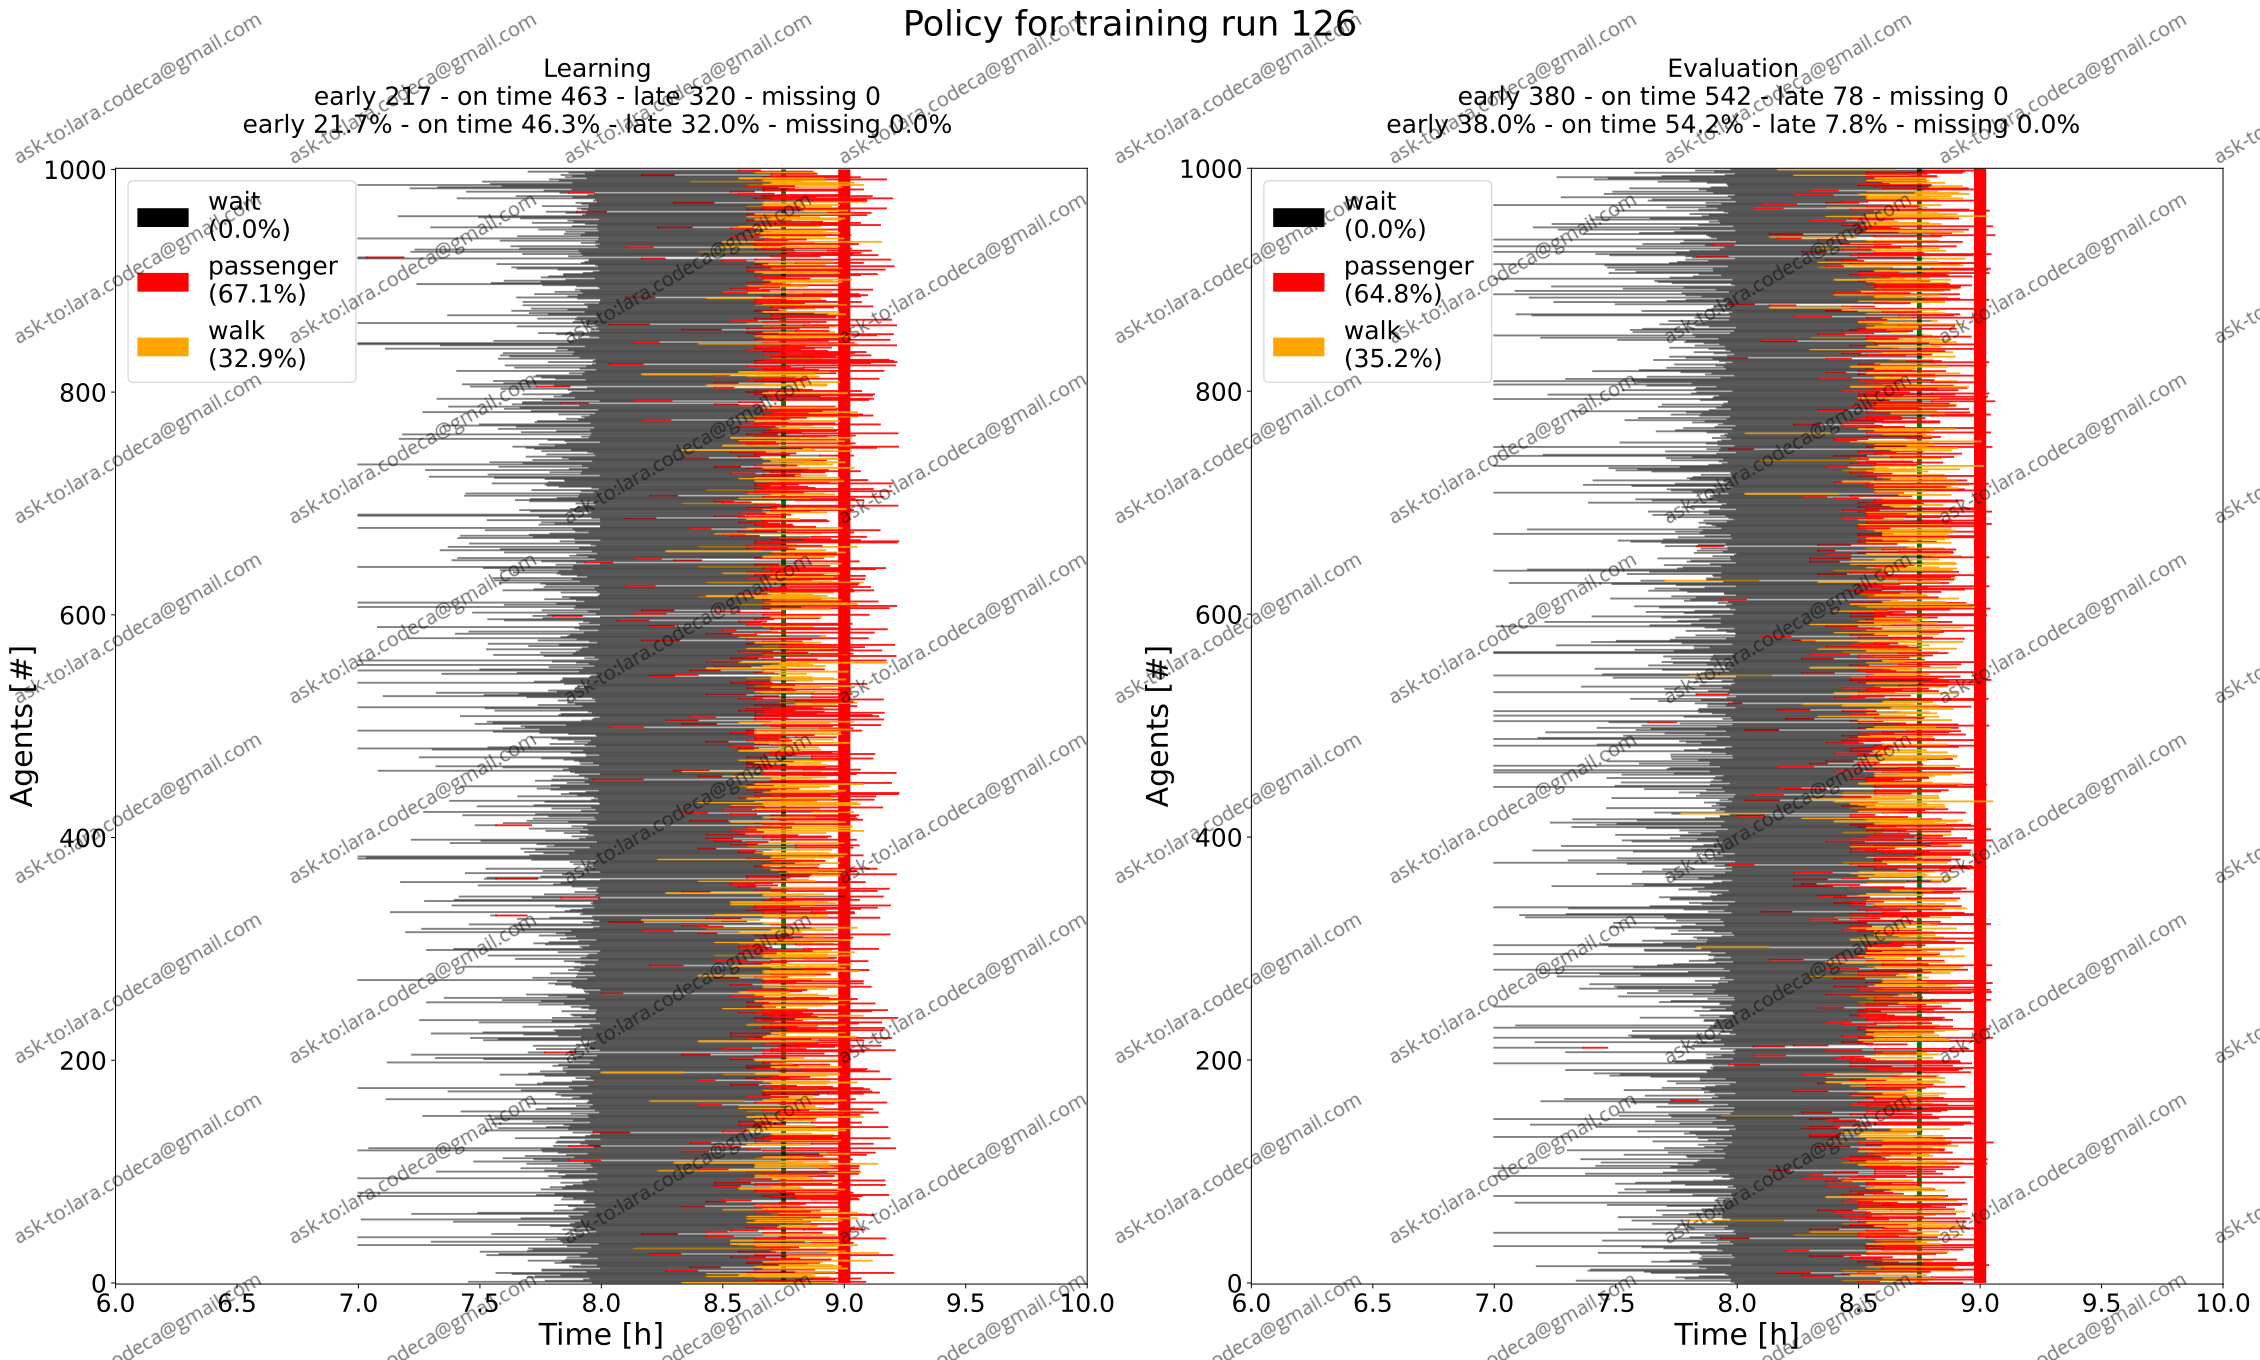 Policy for training run 126
Learning
early 217 - on time 463 - late 320 - missing 0
early 21.7% - on time 46.3% - late 32.0% - missing 0.0%
wait
(0.0%)
passenger
(67.1%)
walk
(32.9%)
Agents [#]
1000
800
600
400
200
0
6.0 6.5 7.0 7.5 8.0 8.5 9.0 9.5 10.0
Time [h]
Evaluation
early 380 - on time 542 - late 78 - missing 0
early 38.0% - on time 54.2% - late 7.8% - missing 0.0%
wait
(0.0%)
passenger
(64.8%)
walk
(35.2%)
Agents [#]
1000
800
600
400
200
0
6.0 6.5 7.0 7.5 8.0 8.5 9.0 9.5 10.0
Time [h]
ask-to:lara.codeca@gmail.com